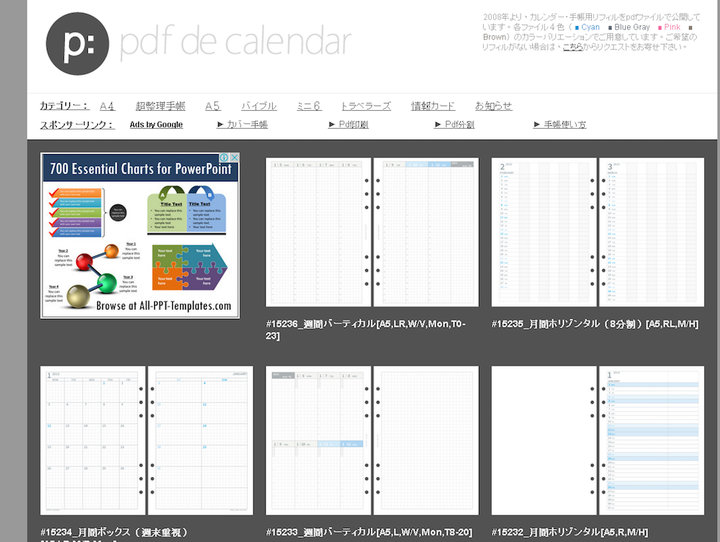 p:
pdf de calendar
2008年より・カレンダー・手帳用リフィルをpdfファイルで公開して
います・各ファイル４色（ ■ Cyan ■ Blue Gray ■ Pink ■
Brown）のカラーバリエーションでご用意しています・ご希望の
リフィルがない場合は・こちらからリクエストをお寄せ下さい・
カテゴリー： A4 超整理手帳 A5 バイブル ミニ6 トラベラーズ 情報カード お知らせ
スポンサーリンク： Ads by Google ▶ カバー手帳 ▶ Pdf印刷 ▶ Pdf分割 ▶ 手帳使い方
700 Essential Charts for PowerPoint
Title Text
Title Text
Year 1
Year 2
Year 3
Year 4
Browse at All-PPT-Templates.com
#15236_週間バーティカル[A5,LR,W/V,Mon,T0-
23]
#15235_月間ホリゾンタル（8分割）[A5,RL,M/H]
#15234_月間ボックス（週末重視）
#15233_週間バーティカル[A5,L,W/V,Mon,T8-20]
#15232_月間ホリゾンタル[A5,R,M/H]